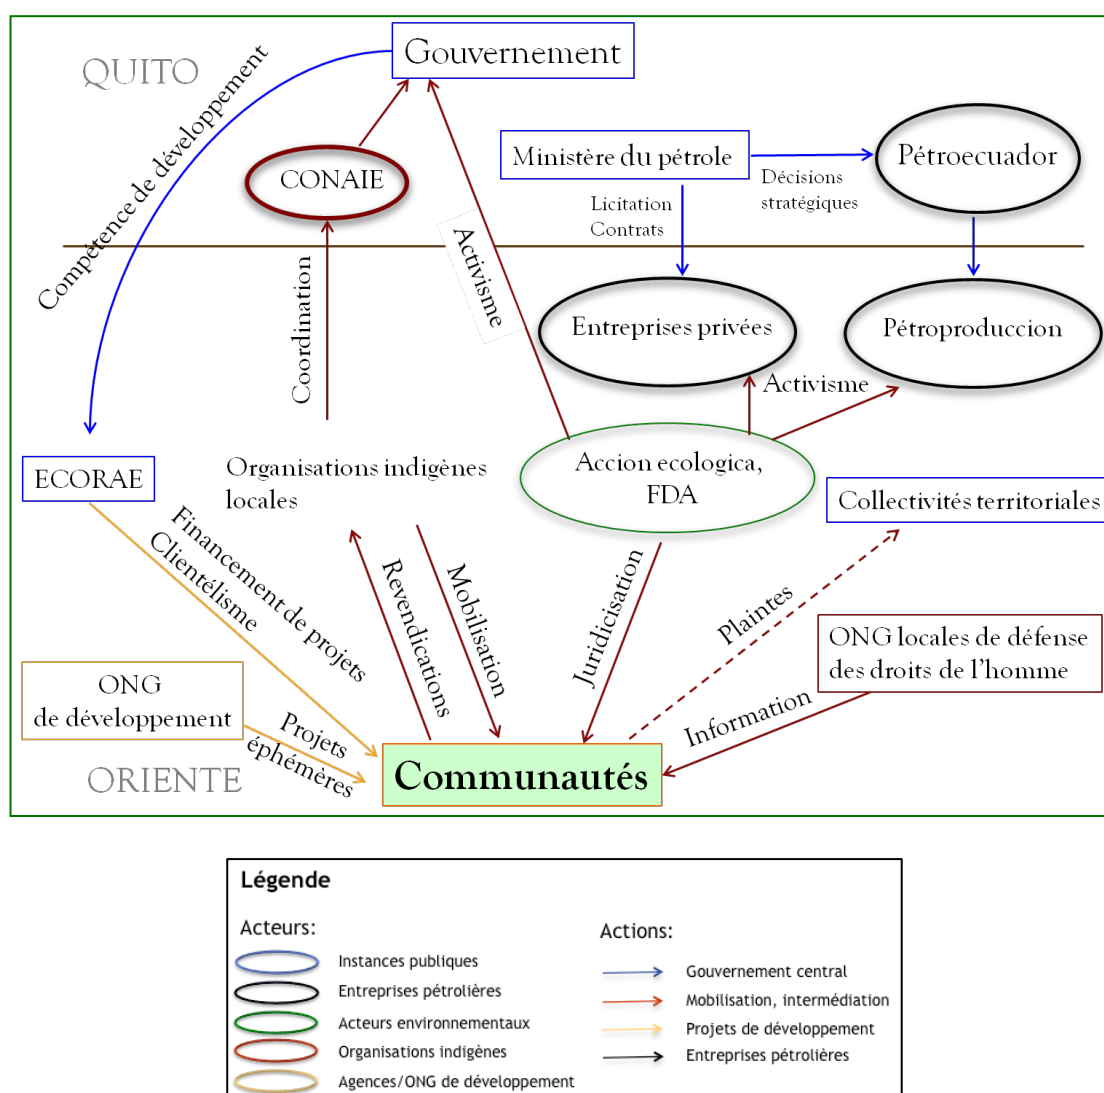 QUITO
Gouvernement
Compétence de développement
CONAIE
Ministère du pétrole
Pétroecuador
Décisions
stratégiques
Licitation
Contrats
Activisme
Coordination
Entreprises privées
Pétroproduccion
Activisme
ECORAE
Organisations indigènes
locales
Accion ecologica,
FDA
Collectivités territoriales
Financement de projets
Clientélisme
Revendications
Mobilisation
Juridicisation
Plaintes
ONG locales de défense
des droits de l'homme
ONG
de développement
Projets
éphémères
Information
ORIENTE
Communautés
Légende
Acteurs:
Instances publiques
Entreprises pétrolières
Acteurs environnementaux
Organisations indigènes
Agences/ONG de développement
Actions:
Gouvernement central
Mobilisation, intermédiation
Projets de développement
Entreprises pétrolières